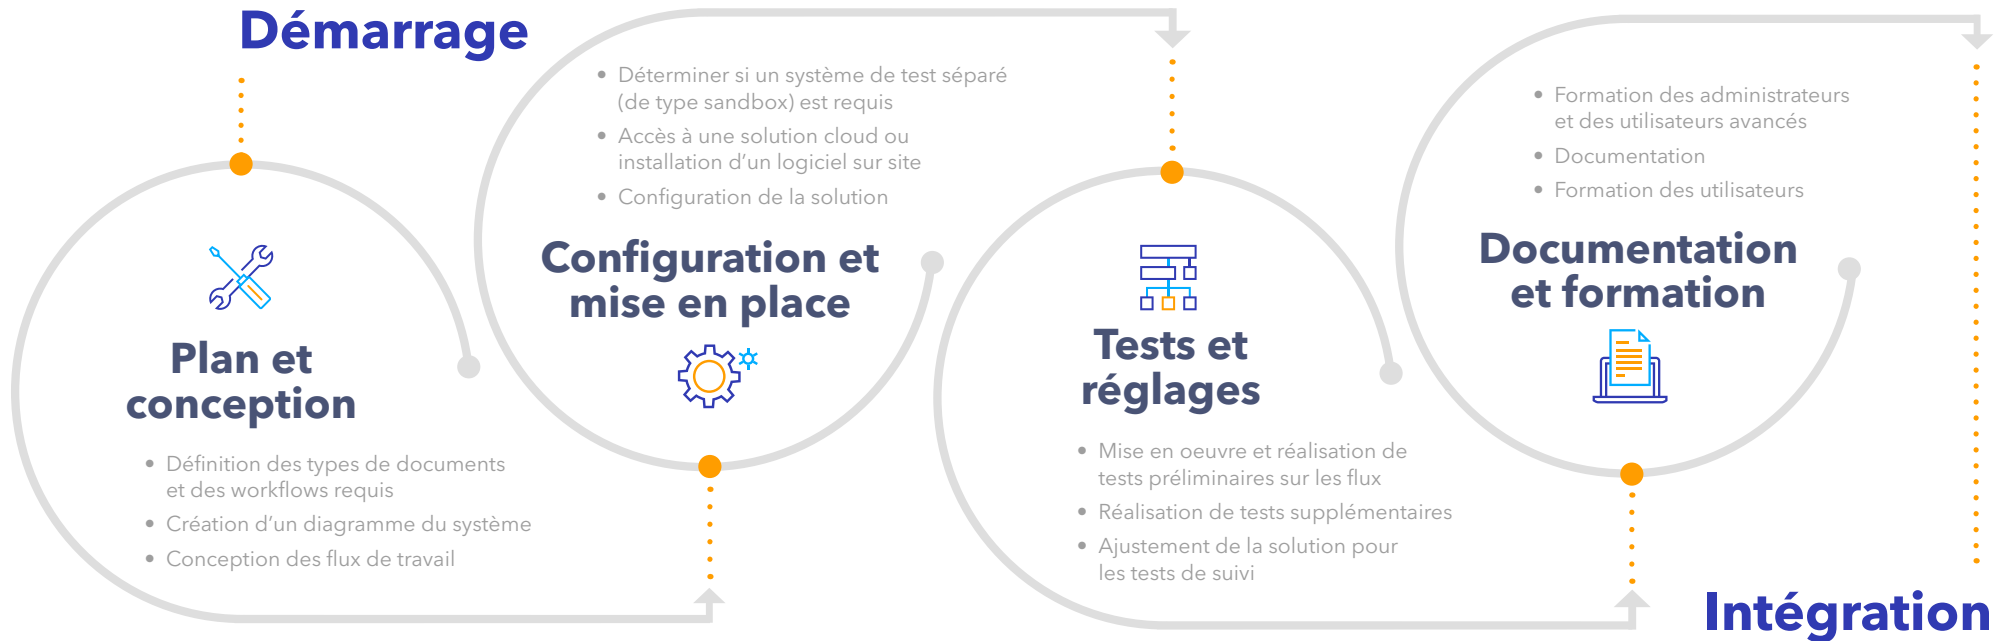 Démarrage
Plan et
conception
• Définition des types de documents
et des workflows requis
• Création d’un diagramme du système
• Conception des flux de travail
• Déterminer si un système de test séparé
(de type sandbox) est requis
• Accès à une solution cloud ou
installation d’un logiciel sur site
• Configuration de la solution
Configuration et
mise en place
Tests et
réglages
• Mise en oeuvre et réalisation de
tests préliminaires sur les flux
• Réalisation de tests supplémentaires
• Ajustement de la solution pour
les tests de suivi
• Formation des administrateurs
et des utilisateurs avancés
• Documentation
• Formation des utilisateurs
Documentation
et formation
Intégration